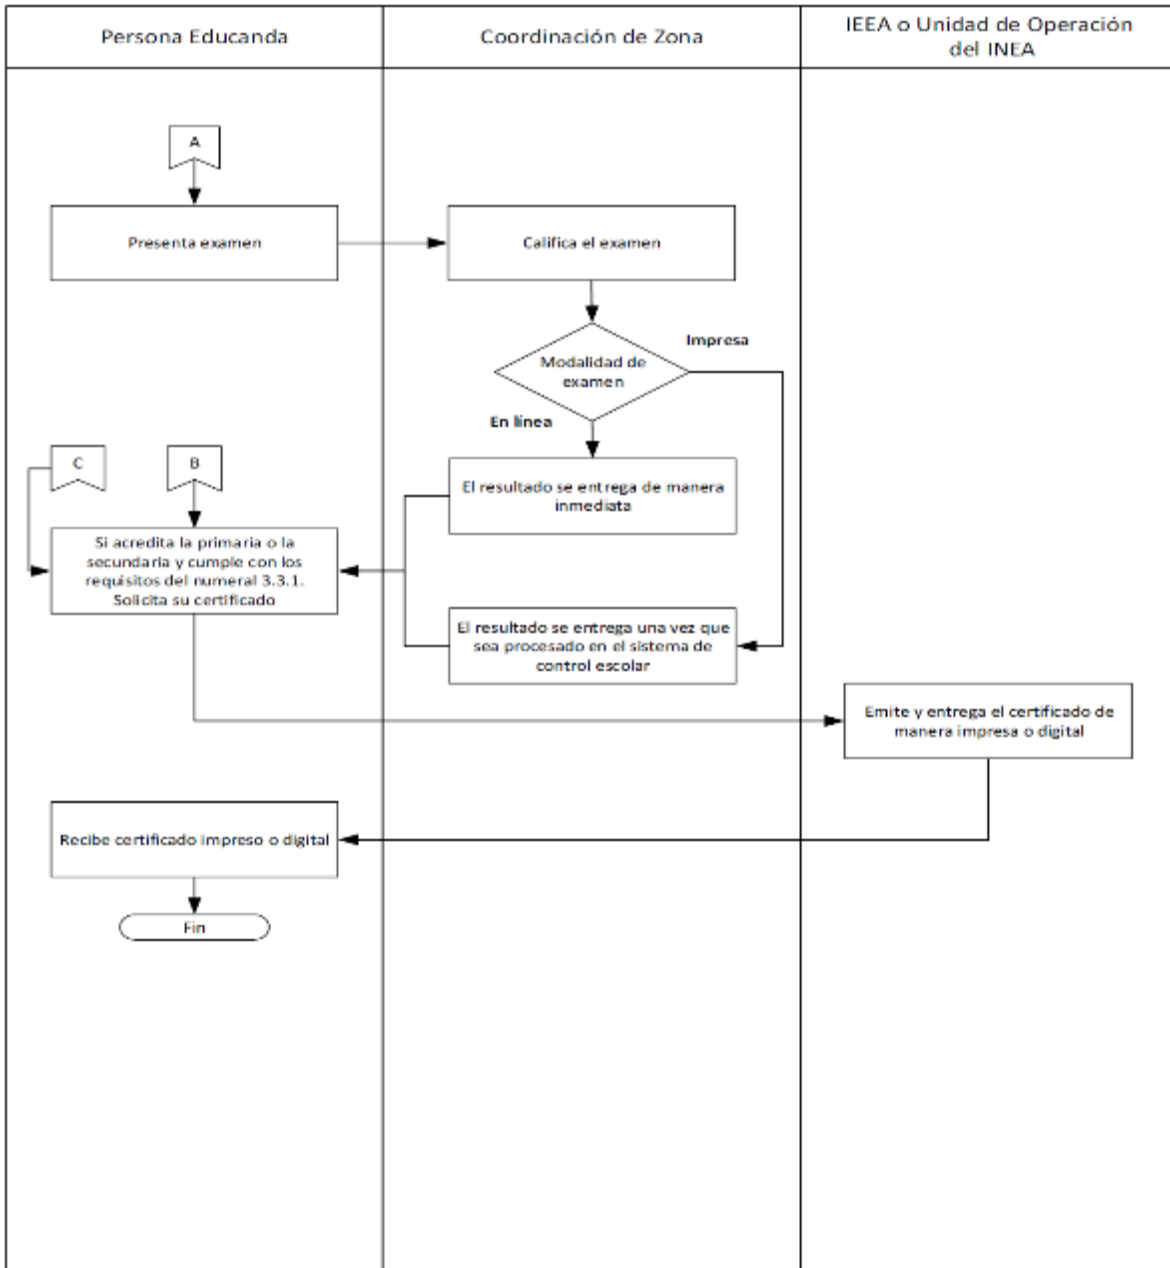 Persona Educanda
Coordinación de Zona
IEEA o Unidad de Operación
del INEA
A
Presenta examen
Califica el examen
Impresa
Modalidad de
examen
En línea
C
B
El resultado se entrega de manera
inmediata
Si acredita la primaria o la
secundaria y cumple con los
requisitos del numeral 3.3.1.
Solicita su certificado
El resultado se entrega una vez que
sea procesado en el sistema de
control escolar
Emite y entrega el certificado de
manera impresa o digital
Recibe certificado impreso o digital
Fin